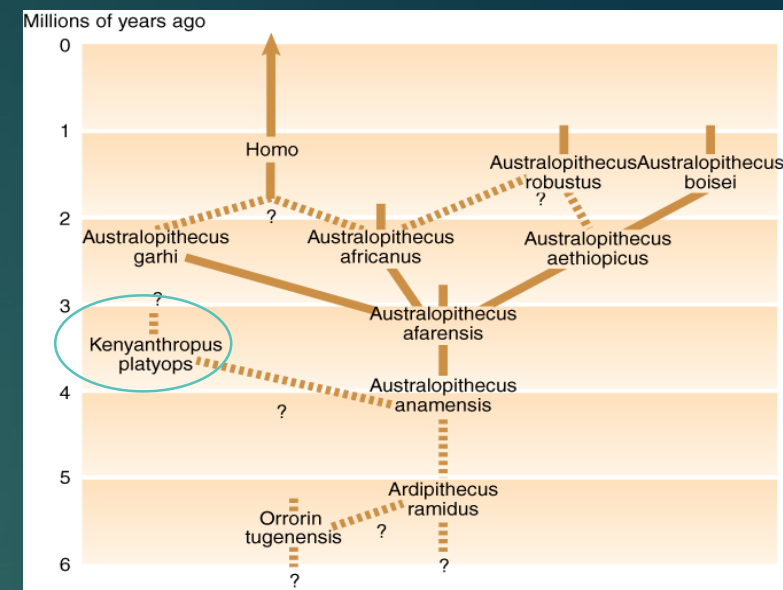 Millions of years ago
0
1
Homo
Australopithecus
robustus
?
Australopithecus
boisei
2
?
Australopithecus
garhi
Australopithecus
africanus
Australopithecus
aethiopicus
3
?
Australopithecus
afarensis
Kenyanthropus
platyops
4
Australopithecus
anamensis
?
5
Ardipithecus
ramidus
Orrorin
tugenensis
?
6
?
?